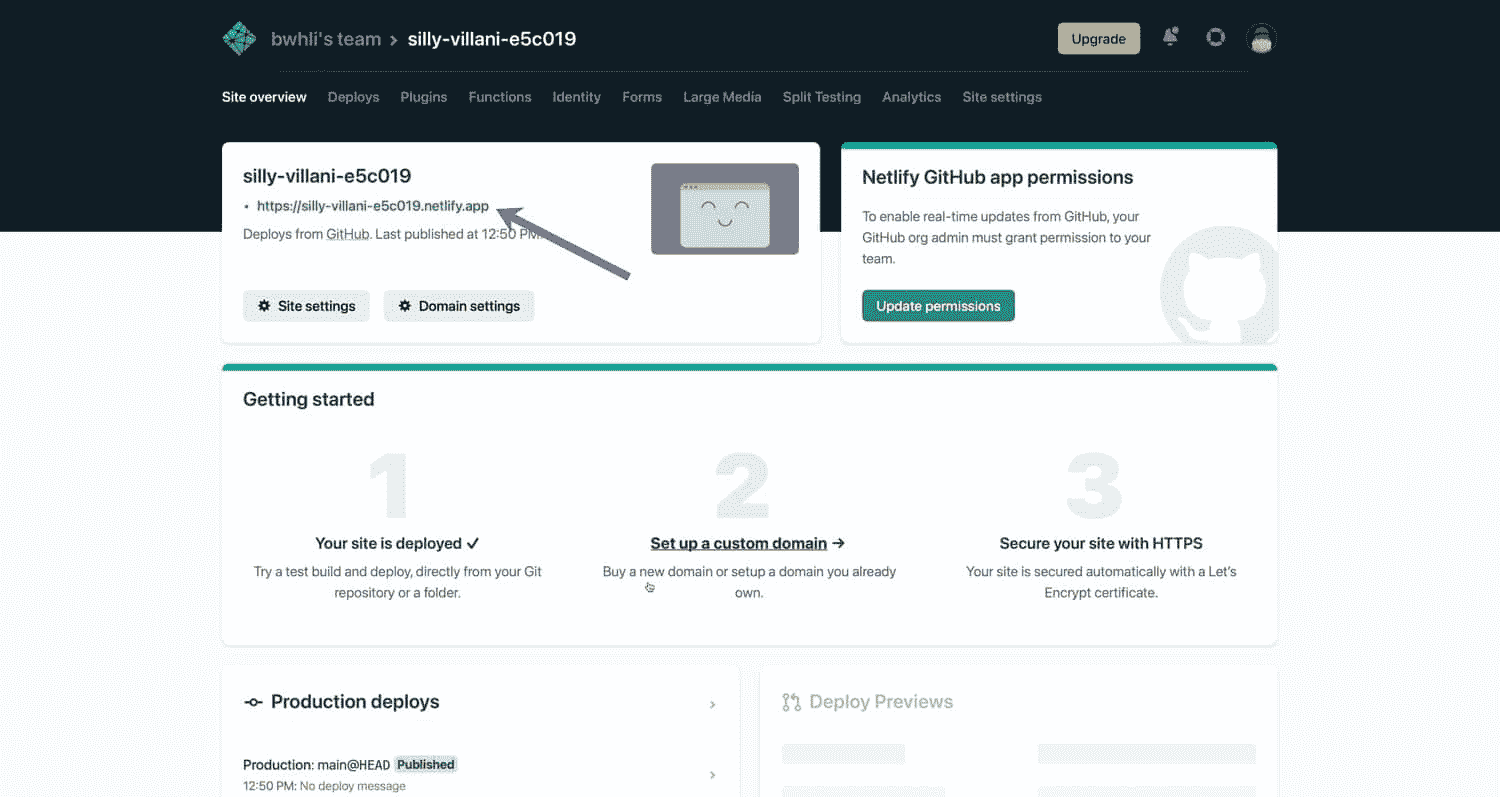 bwhli's team > silly-villani-e5c019
Upgrade
Site overview Deploys Plugins Functions Identity Forms Large Media Split Testing Analytics Site settings
silly-villani-e5c019
• https://silly-villani-e5c019.netlify.app
Deploys from GitHub. Last published at 12:50 PM.
Site settings Domain settings
Netlify GitHub app permissions
To enable real-time updates from GitHub, your
GitHub org admin must grant permission to your
team.
Update permissions
Getting started
1
Your site is deployed ✓
Try a test build and deploy, directly from your Git
repository or a folder.
2
Set up a custom domain →
Buy a new domain or setup a domain you already
own.
3
Secure your site with HTTPS
Your site is secured automatically with a Let's
Encrypt certificate.
Production deploys
Production: main@HEAD Published
12:50 PM: No deploy message
Deploy Previews